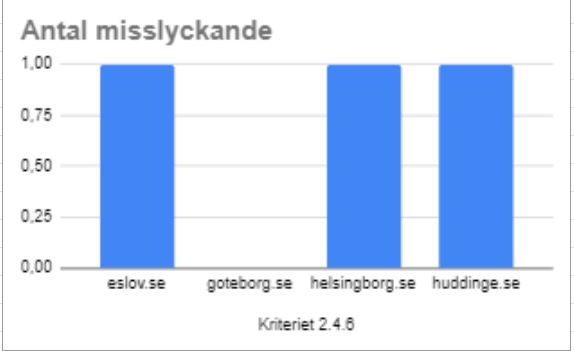 Antal misslyckande
1,00
0,75
0,50
0,25
0,00
eslov.se goteborg.se helsingborg.se huddinge.se
Kriteriet 2.4.6